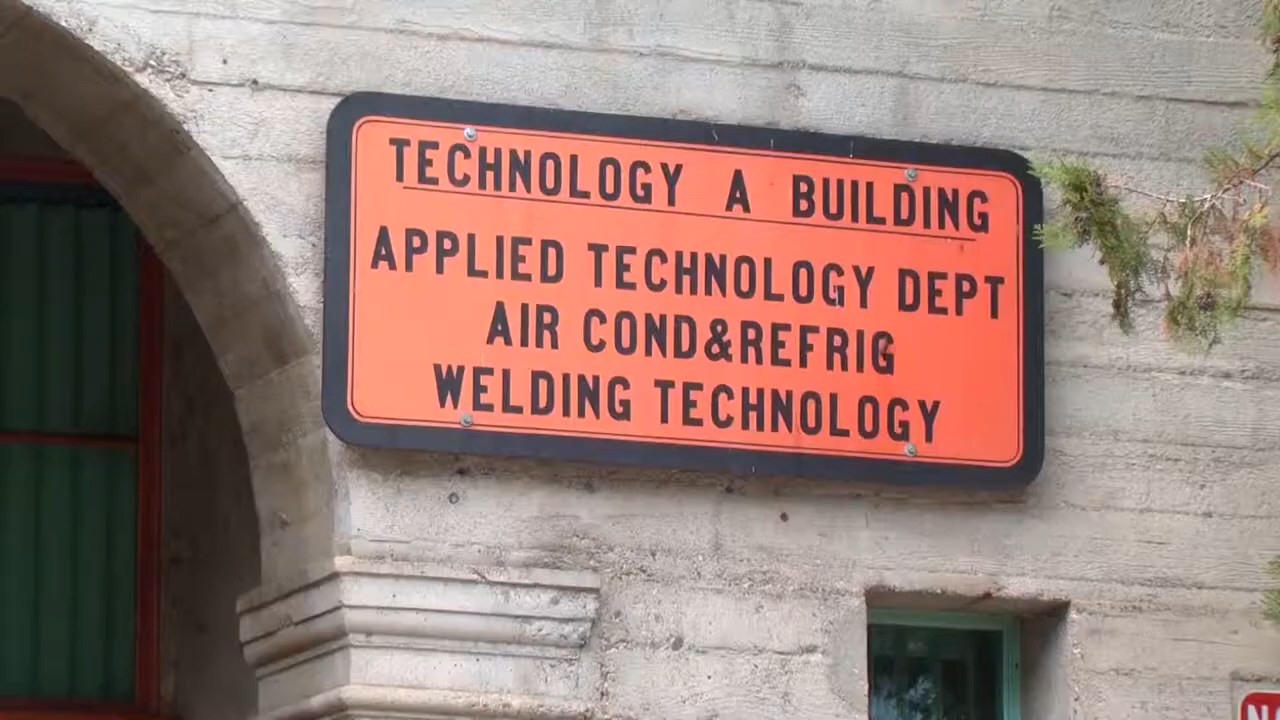 TECHNOLOGY A BUILDING
APPLIED TECHNOLOGY DEPT
AIR COND&REFRIG
WELDING TECHNOLOGY